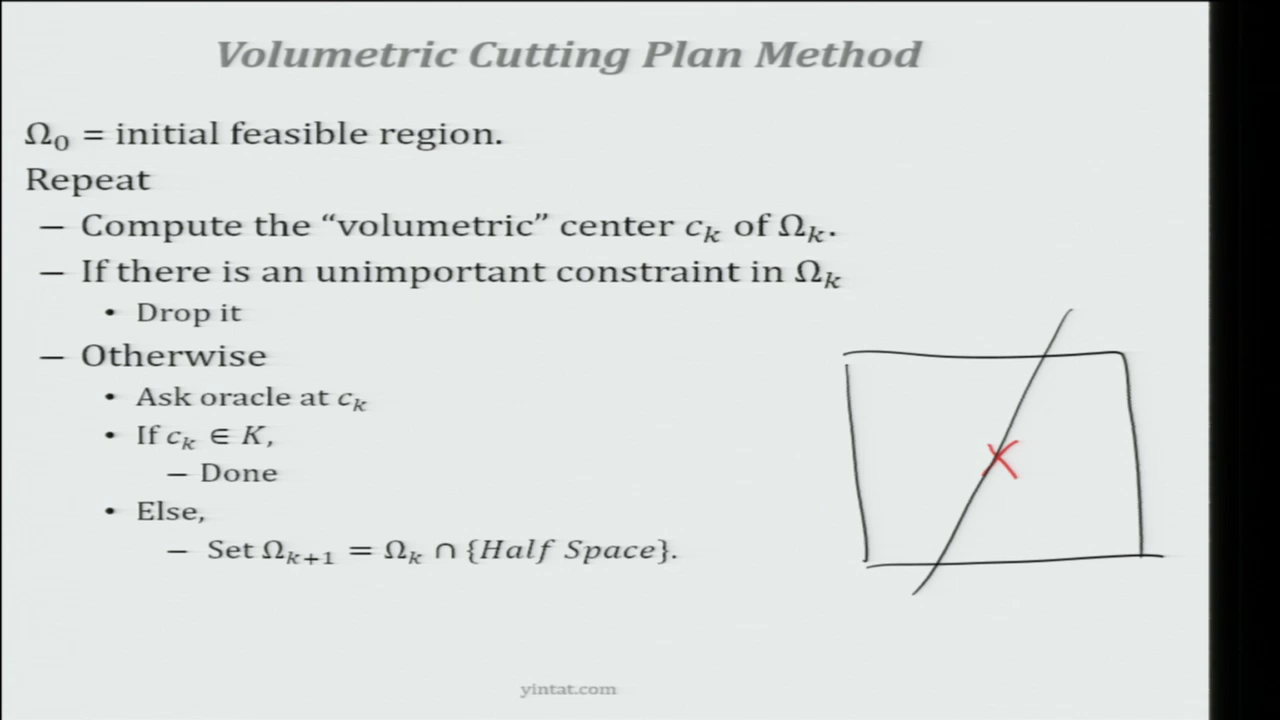 Volumetric Cutting Plan Method
Ω₀ = initial feasible region.
Repeat
– Compute the “volumetric” center cₖ of Ωₖ.
– If there is an unimportant constraint in Ωₖ
• Drop it
– Otherwise
• Ask oracle at cₖ
• If cₖ ∈ K,
– Done
• Else,
– Set Ωₖ₊₁ = Ωₖ ∩ {Half Space}.
yintat.com